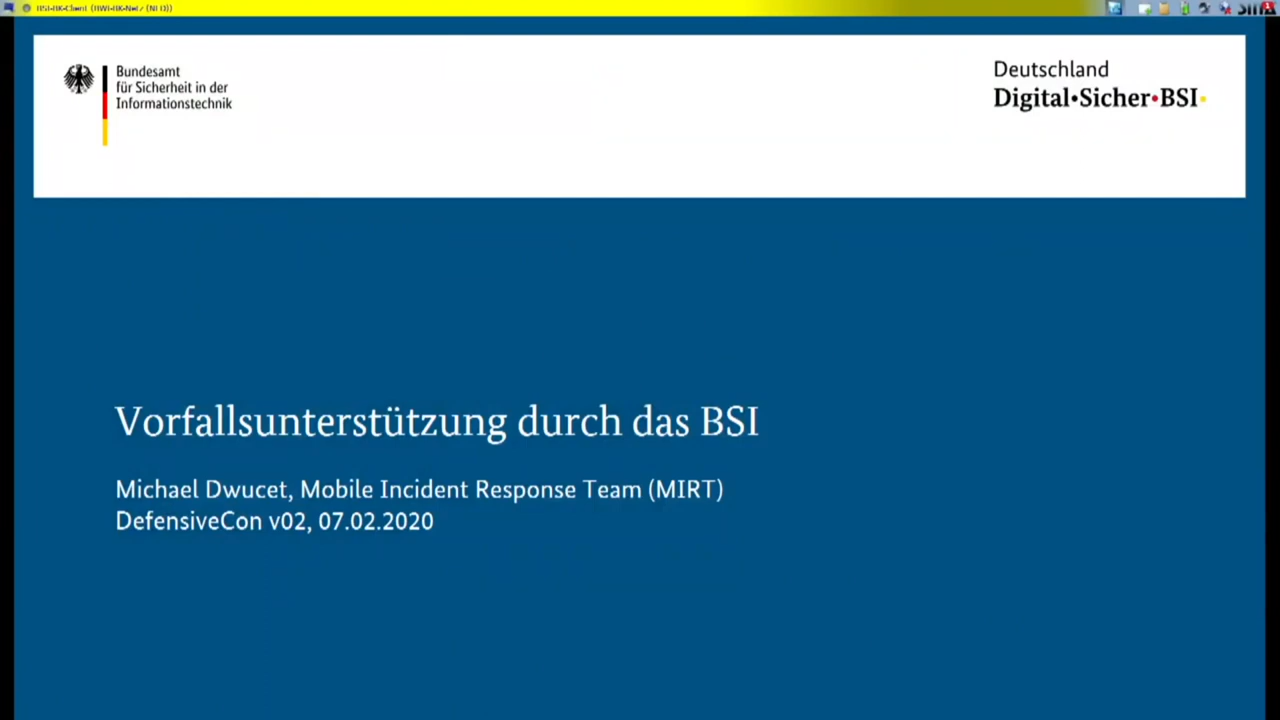 Bundesamt
für Sicherheit in der
Informationstechnik
Deutschland
Digital•Sicher•BSI•
Vorfallsunterstützung durch das BSI
Michael Dwucet, Mobile Incident Response Team (MIRT)
DefensiveCon v02, 07.02.2020